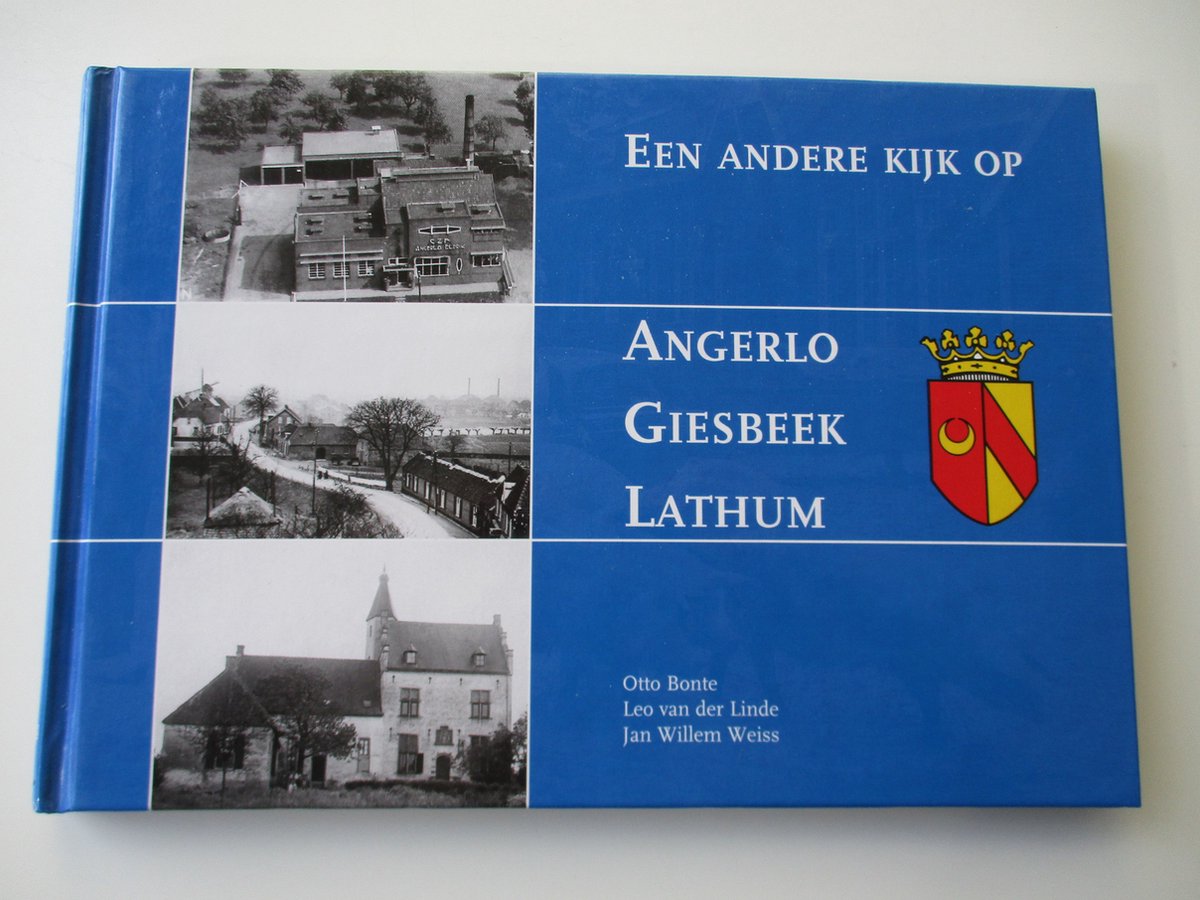 EEN ANDERE KIJK OP
ANGERLO
GIESBEEK
LATHUM
Otto Bonte
Leo van der Linde
Jan Willem Weiss